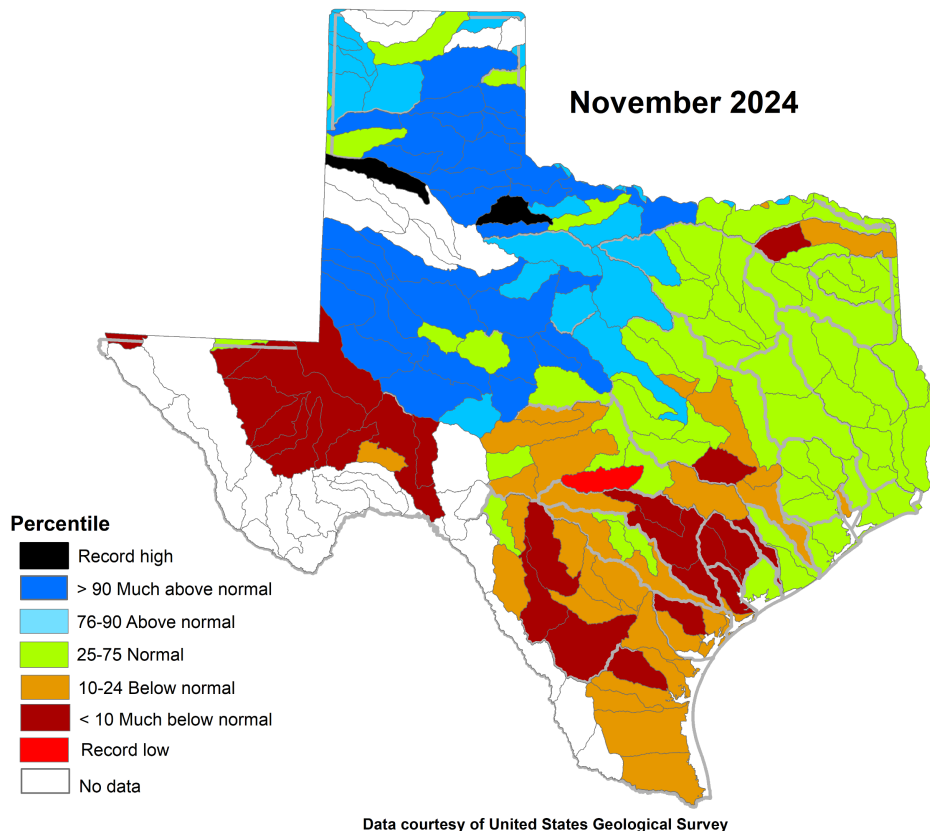 November 2024
Percentile
Record high
> 90 Much above normal
76-90 Above normal
25-75 Normal
10-24 Below normal
< 10 Much below normal
Record low
No data
Data courtesy of United States Geological Survey